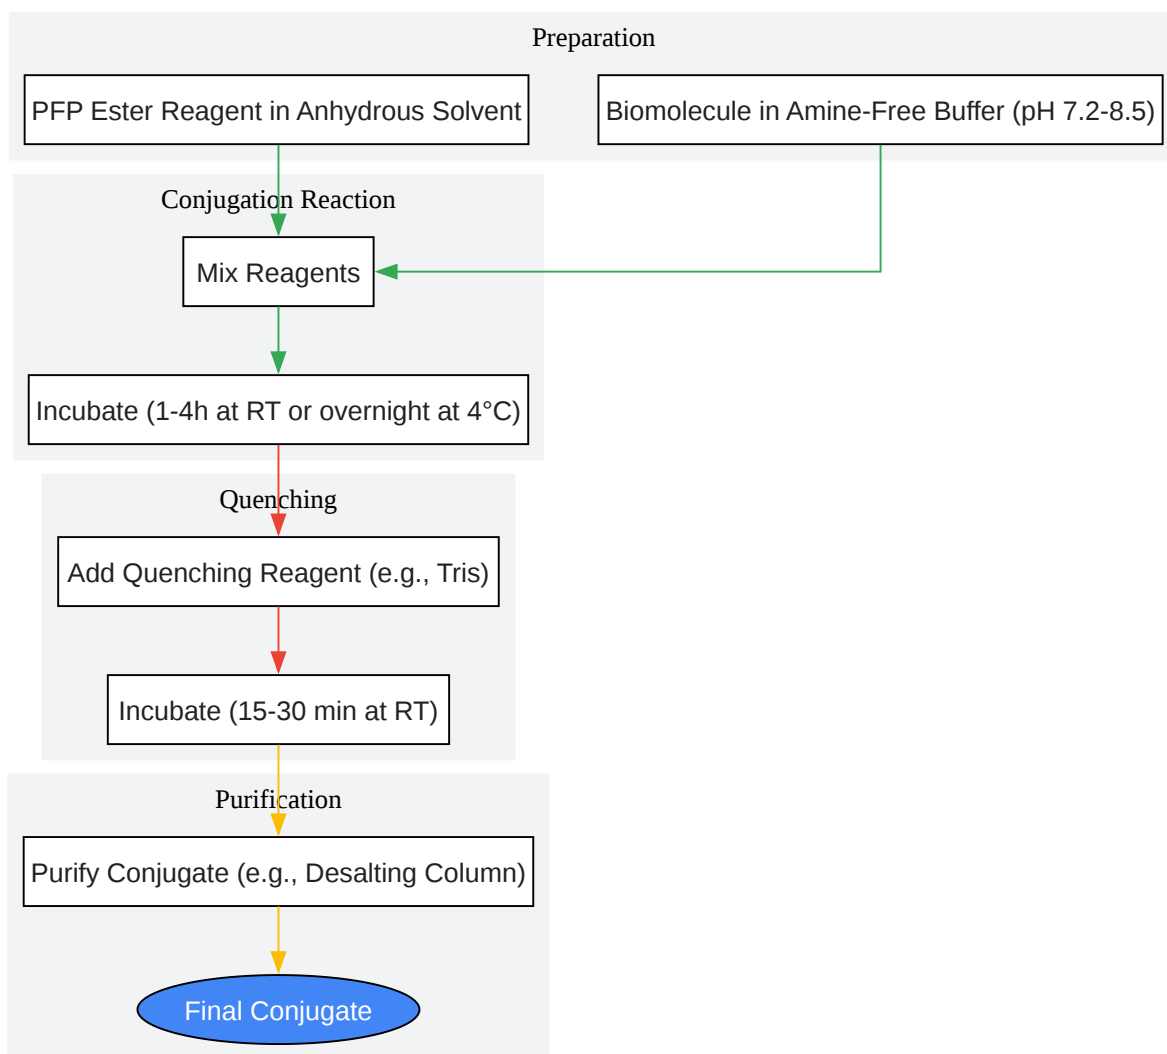 Preparation
PFP Ester Reagent in Anhydrous Solvent
Biomolecule in Amine-Free Buffer (pH 7.2-8.5)
Conjugation Reaction
Mix Reagents
Incubate (1-4h at RT or overnight at 4°C)
Quenching
Add Quenching Reagent (e.g., Tris)
Incubate (15-30 min at RT)
Purification
Purify Conjugate (e.g., Desalting Column)
Final Conjugate